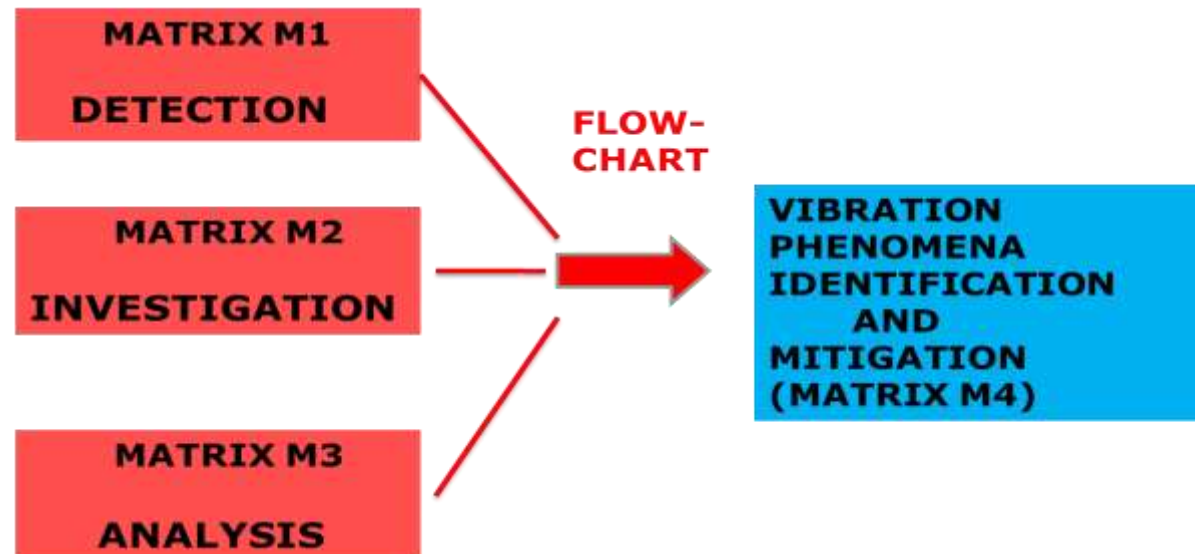 MATRIX M1
DETECTION
MATRIX M2
INVESTIGATION
MATRIX M3
ANALYSIS
FLOW-
CHART
VIBRATION
PHENOMENA
IDENTIFICATION
AND
MITIGATION
(MATRIX M4)